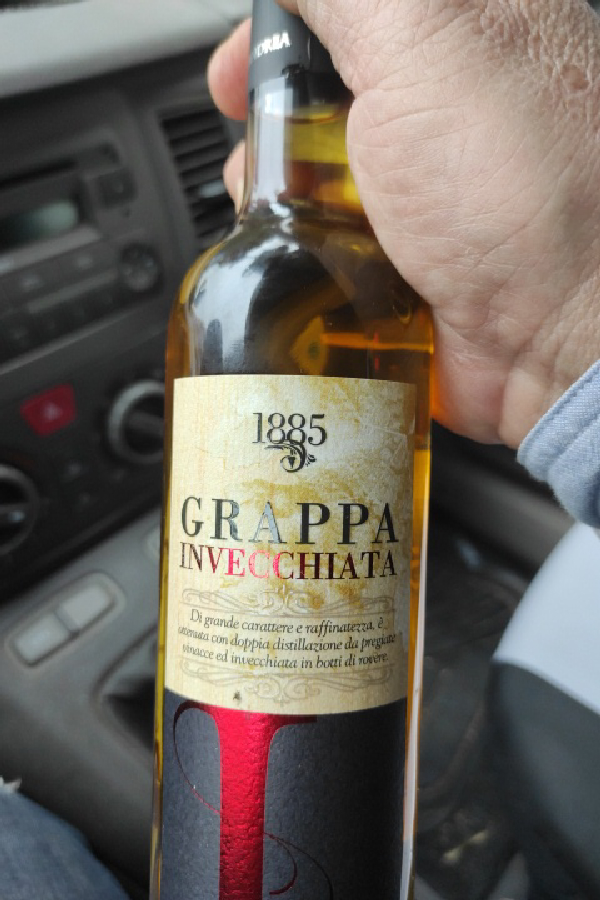 1885
GRAPPA
INVECCHIATA
Di grande carattere e raffinatezza, è
con doppia distillazione da pregiate
vinacce ed invecchiata in botti di rovere.
I